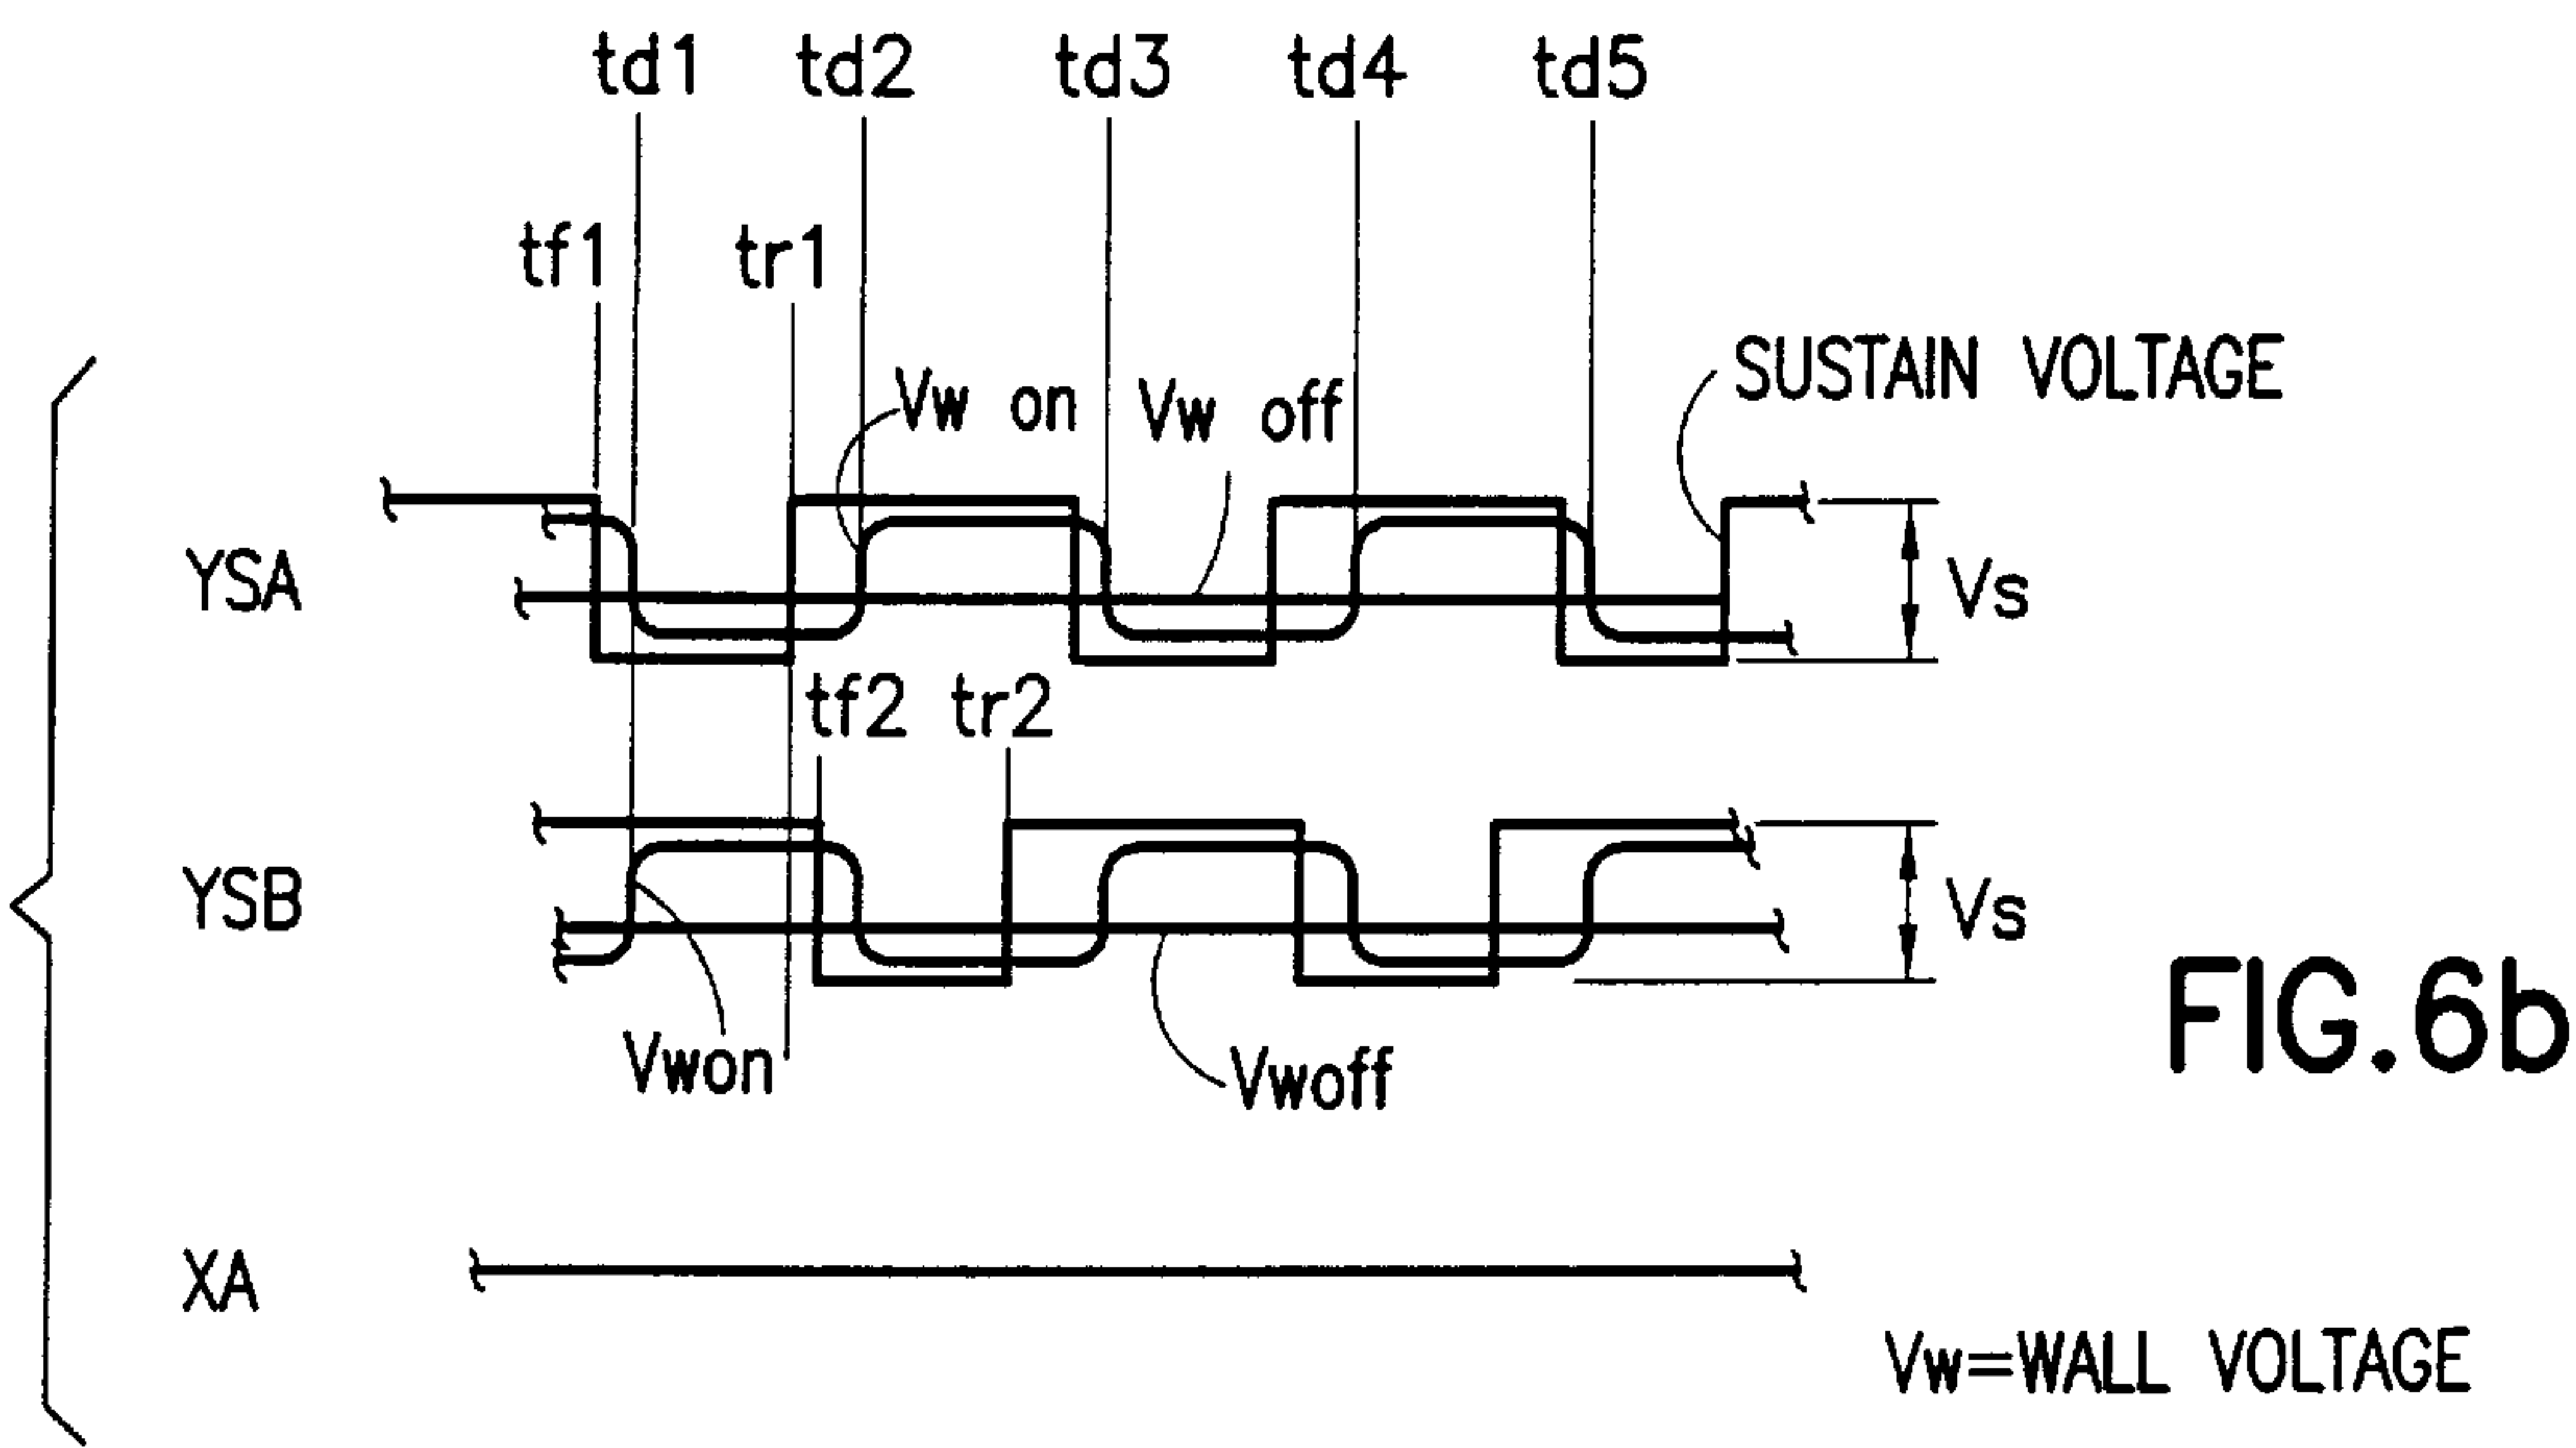 td1 td2 td3 td4 td5
tf1 tr1
Vw on Vw off SUSTAIN VOLTAGE
YSA Vs
tf2 tr2
YSB Vs
Vwon Vwoff
FIG.6b
XA
Vw=WALL VOLTAGE